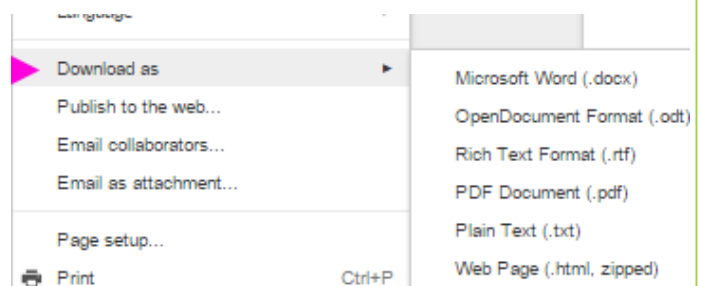 Language
Download as
Publish to the web...
Email collaborators...
Email as attachment...
Page setup...
Print Ctrl+P
Microsoft Word (.docx)
OpenDocument Format (.odt)
Rich Text Format (.rtf)
PDF Document (.pdf)
Plain Text (.txt)
Web Page (.html, zipped)